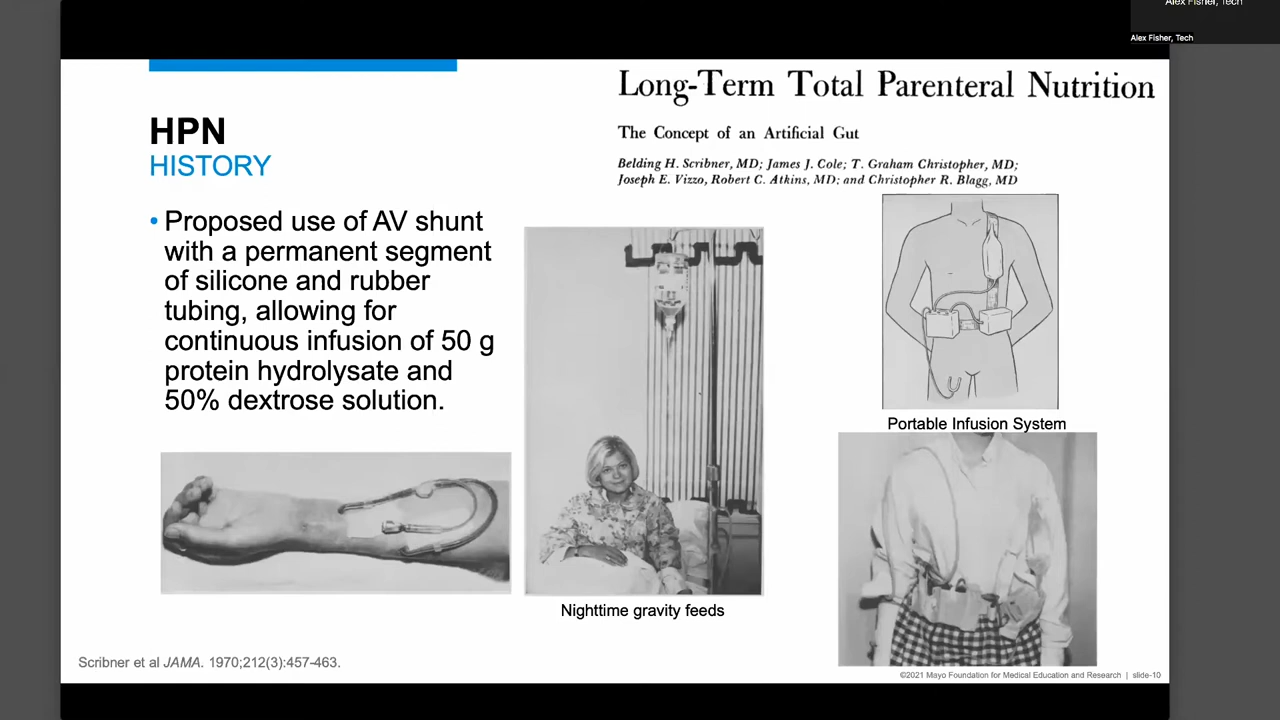 Alex Fisher, Tech
Alex Fisher, Tech
Long-Term Total Parenteral Nutrition
The Concept of an Artificial Gut
Belding H. Scribner, MD; James J. Cole; T. Graham Christopher, MD;
Joseph E. Vizzo, Robert C. Atkins, MD; and Christopher R. Blagg, MD
HPN
HISTORY
• Proposed use of AV shunt
with a permanent segment
of silicone and rubber
tubing, allowing for
continuous infusion of 50 g
protein hydrolysate and
50% dextrose solution.
Nighttime gravity feeds
Portable Infusion System
Scribner et al JAMA. 1970;212(3):457-463.
©2021 Mayo Foundation for Medical Education and Research | slide-10